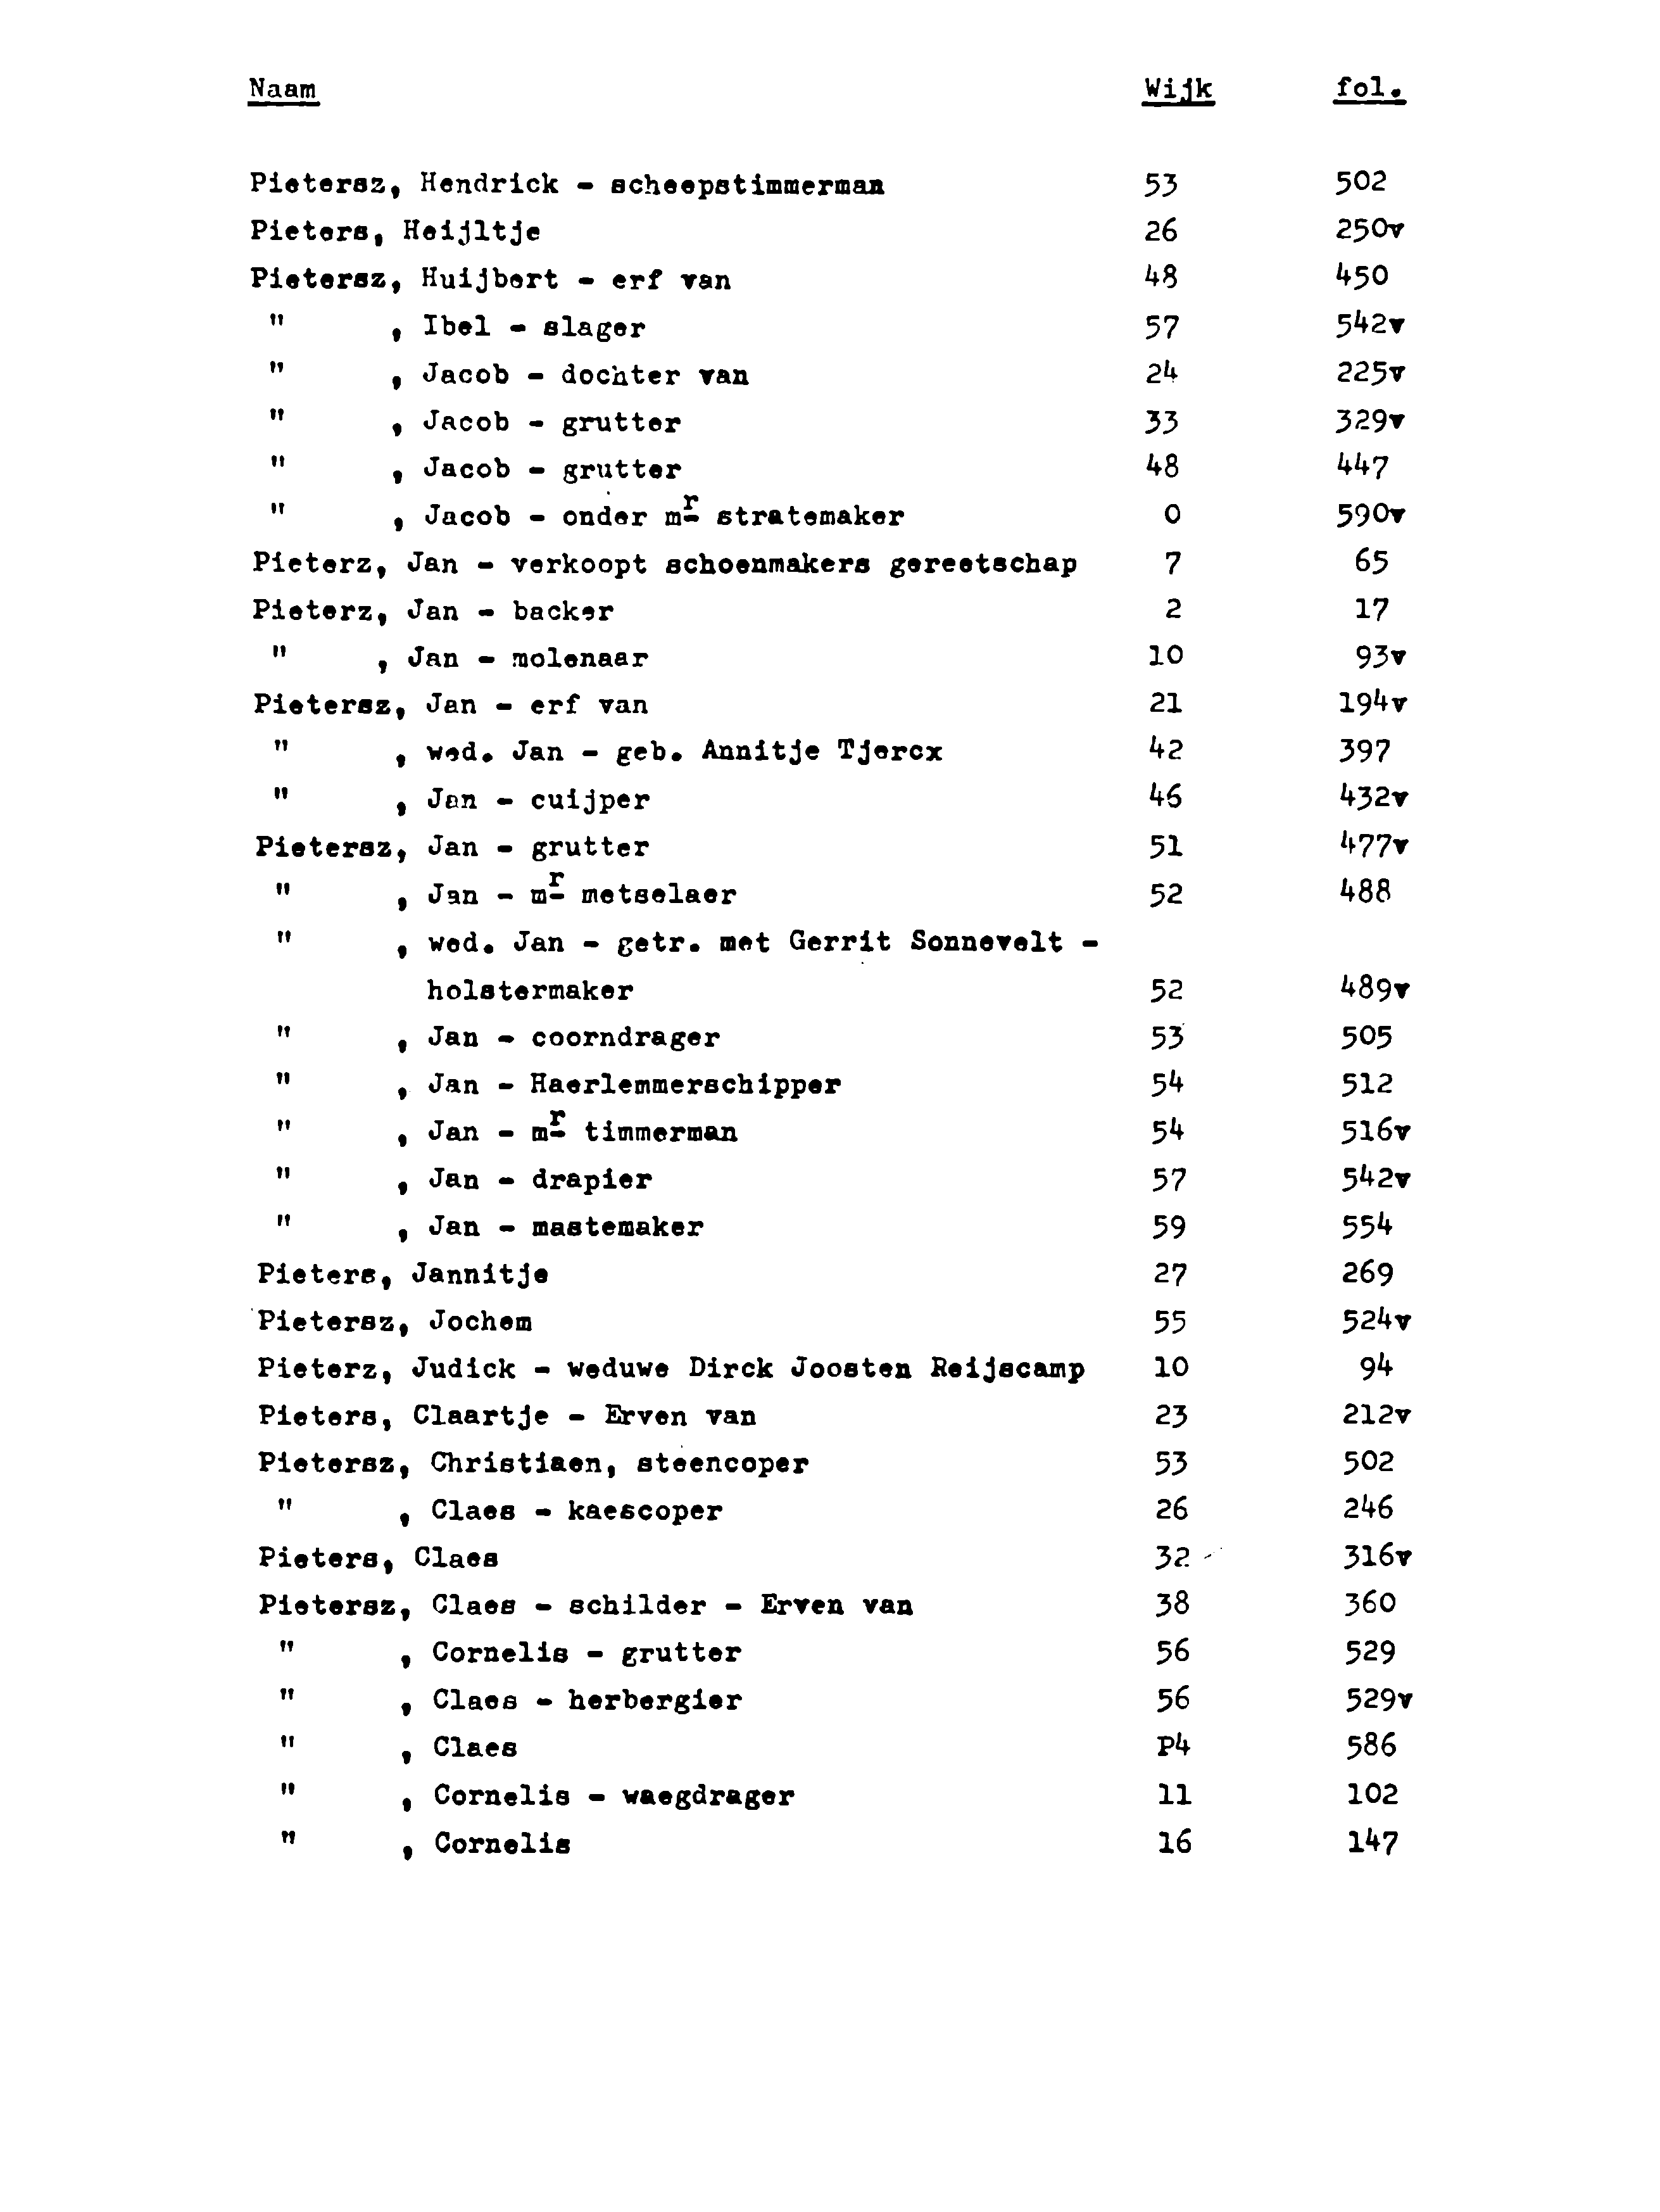 Naam Wijk fol.
Pietersz, Hendrick - scheepstimmerman 53 502
Pieters, Heijltje 26 250v
Pietersz, Huijbert - erf van 48 450
" , Ibel - slager 57 542v
" , Jacob - dochter van 24 225v
" , Jacob - grutter 33 329v
" , Jacob - grutter 48 447
" , Jacob - onder mr stratemaker 0 590v
Pieterz, Jan - verkoopt schoenmakers gereetschap 7 65
Pieterz, Jan - backer 2 17
" , Jan - molenaar 10 93v
Pietersz, Jan - erf van 21 194v
" , wed. Jan - geb. Annitje Tjercx 42 397
" , Jan - cuijper 46 432v
Pietersz, Jan - grutter 51 477v
" , Jan - mr metselaer 52 488
" , wed. Jan - getr. met Gerrit Sonnevelt -
holstermaker 52 489v
" , Jan - coorndrager 53 505
" , Jan - Haerlemmerschipper 54 512
" , Jan - mr timmerman 54 516v
" , Jan - drapier 57 542v
" , Jan - mastemaker 59 554
Pieters, Jannitje 27 269
Pietersz, Jochem 55 524v
Pieterz, Judick - weduwe Dirck Joosten Reijscamp 10 94
Pieters, Claartje - Erven van 23 212v
Pietersz, Christiaen, steencoper 53 502
" , Claes - kaescoper 26 246
Pieters, Claes 32 316v
Pietersz, Claes - schilder - Erven van 38 360
" , Cornelis - grutter 56 529
" , Claes - herbergier 56 529v
" , Claes P4 586
" , Cornelis - waegdrager 11 102
" , Cornelis 16 147